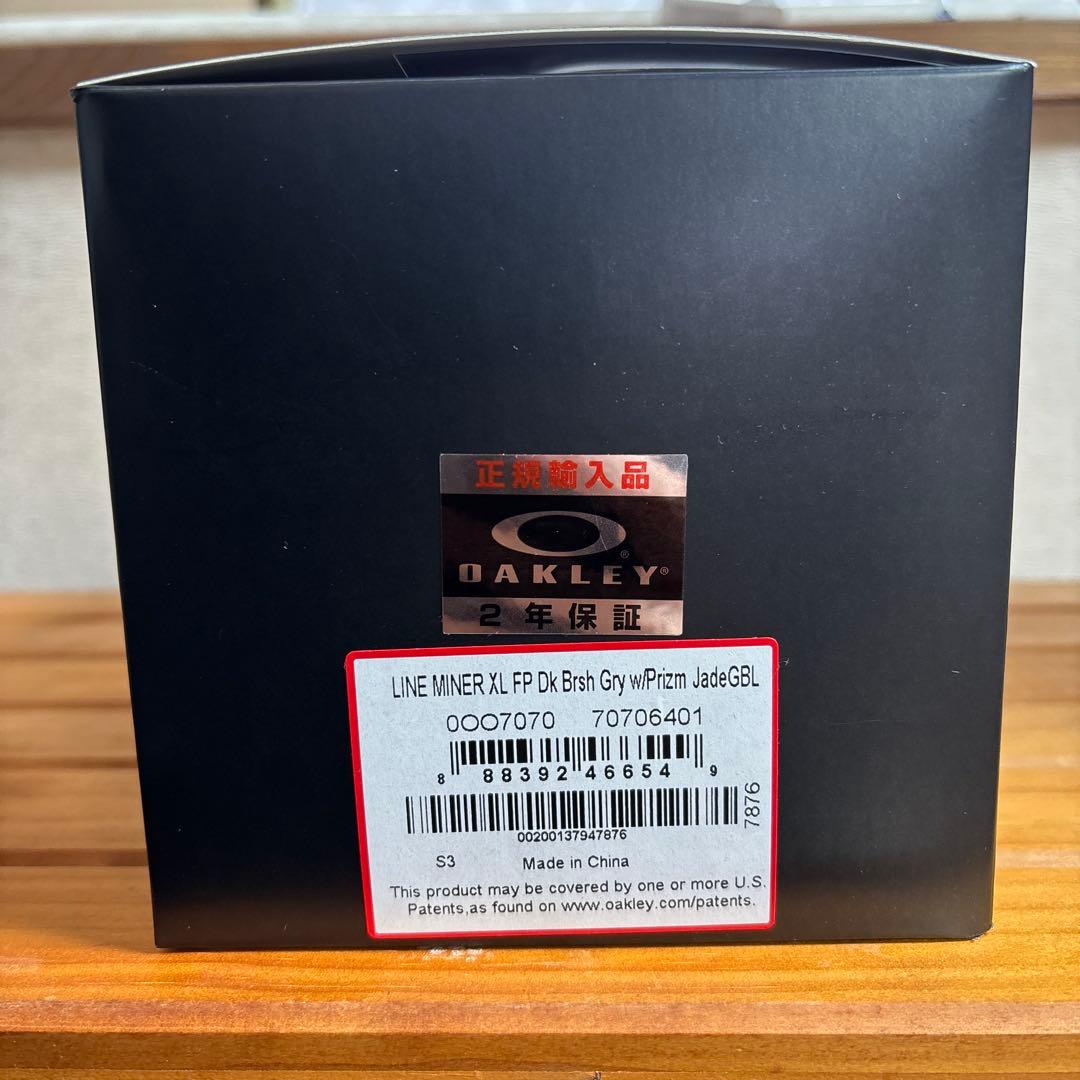 正規輸入品
OAKLEY®
2年保証
LINE MINER XL FP Dk Brsh Gry w/Prizm JadeGBL
0OO7070 70706401
8 88392 46654 9
7876
00200137947876
S3 Made in China
This product may be covered by one or more U.S.
Patents,as found on www.oakley.com/patents.